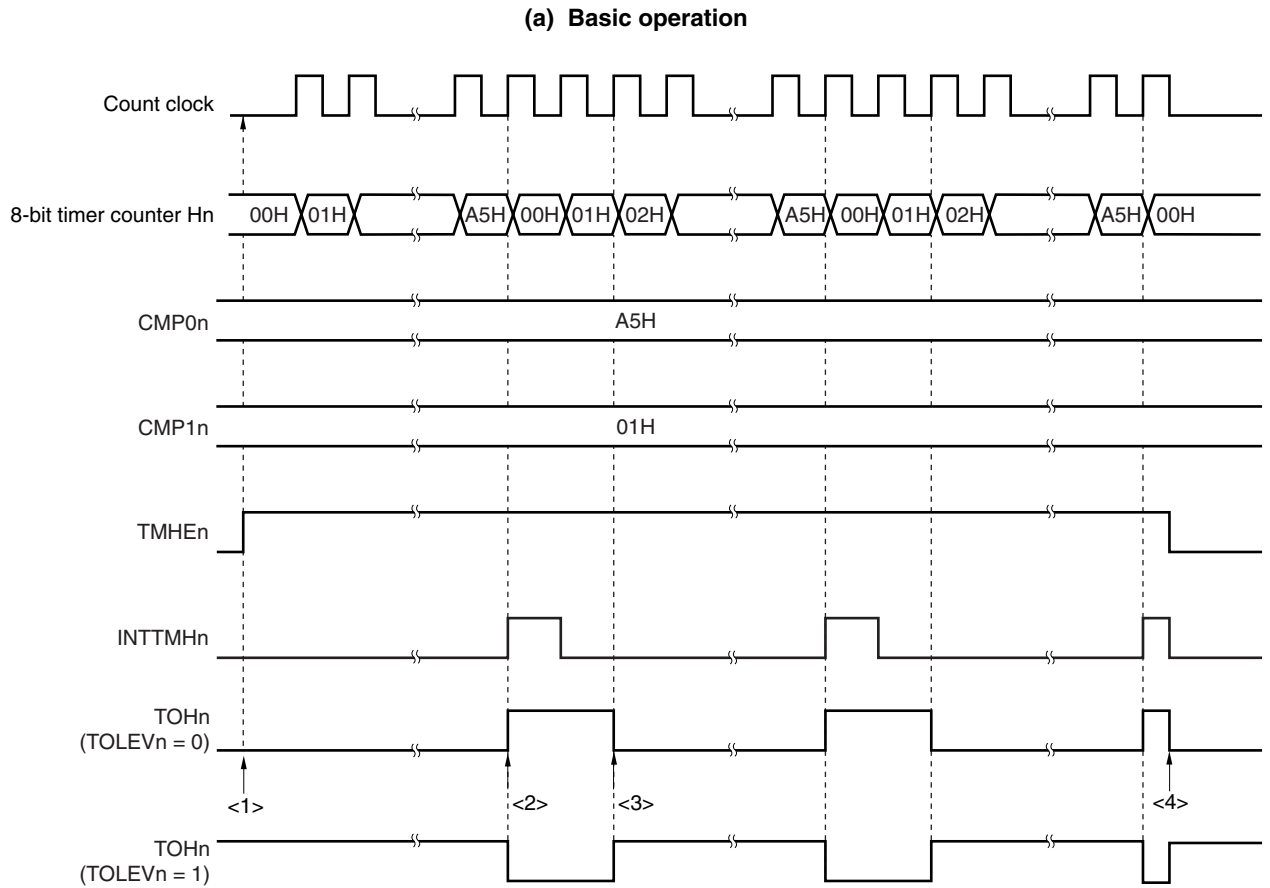 (a) Basic operation
Count clock
8-bit timer counter Hn 00H 01H A5H 00H 01H 02H A5H 00H 01H 02H A5H 00H
CMP0n A5H
CMP1n 01H
TMHEn
INTTMHn
TOHn
(TOLEVn = 0)
<1> <2> <3> <4>
TOHn
(TOLEVn = 1)